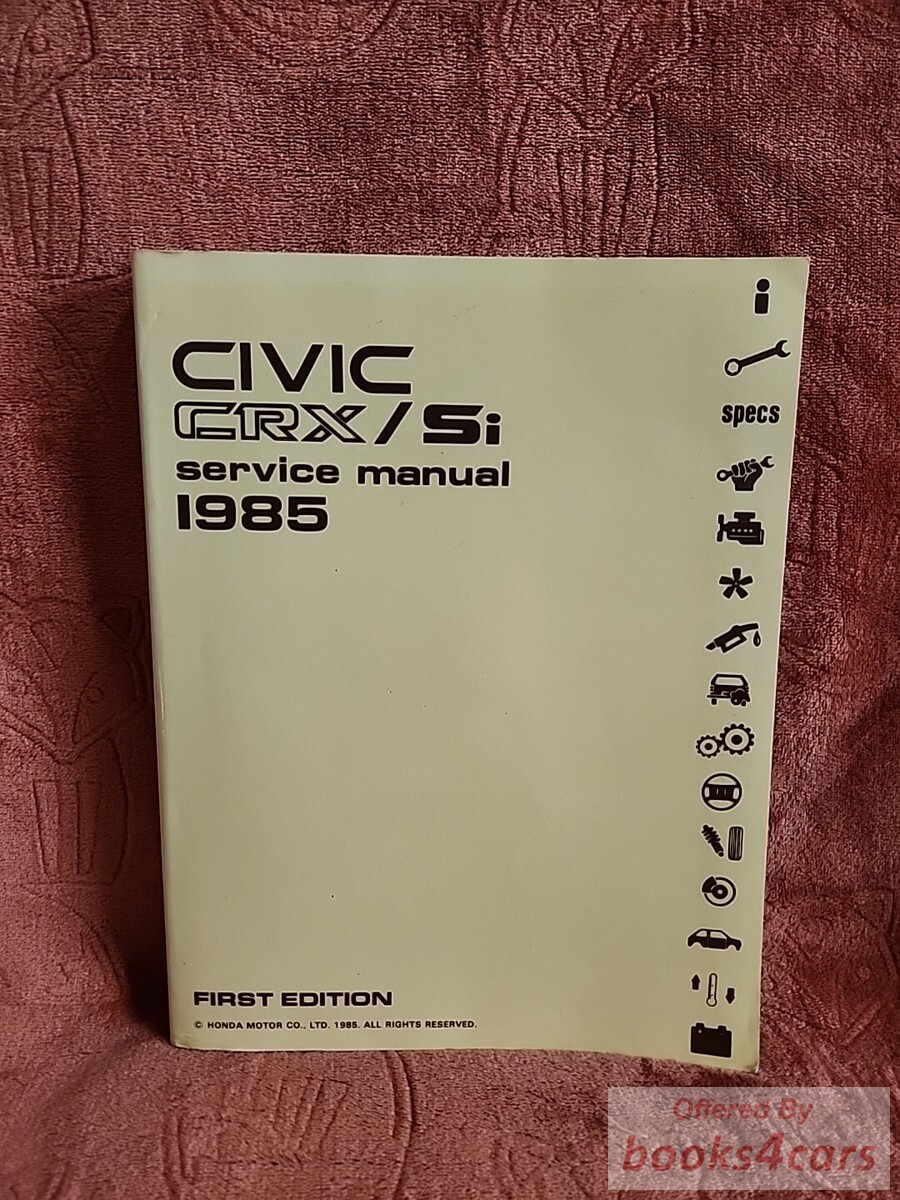 CIVIC
CRX/Si
service manual
1985
specs
FIRST EDITION
© HONDA MOTOR CO., LTD. 1985. ALL RIGHTS RESERVED.
Offered By
books4cars